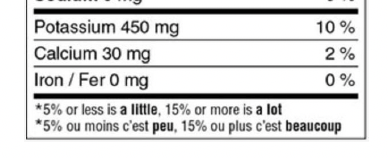 Potassium 450 mg 10 %
Calcium 30 mg 2 %
Iron / Fer 0 mg 0 %
*5% or less is a little, 15% or more is a lot
*5% ou moins c'est peu, 15% ou plus c'est beaucoup